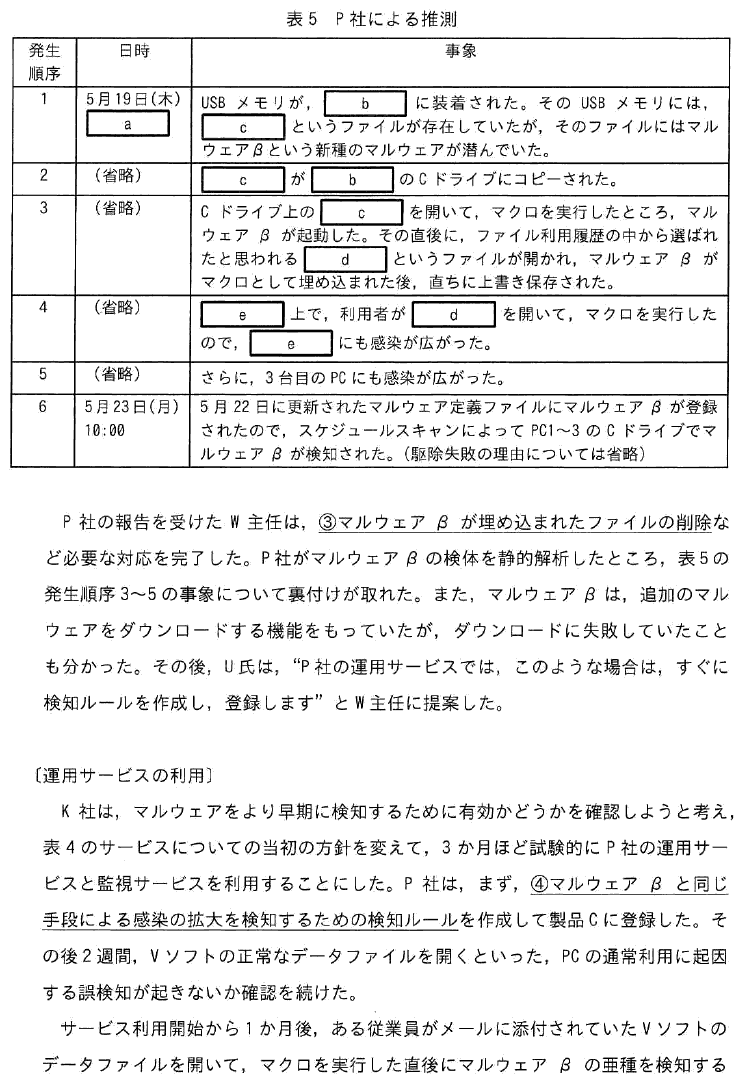 表5 P社による推測
発生
順序
日時
事象
1
5月19日(木)
a
USB メモリが, b に装着された。その USB メモリには,
c というファイルが存在していたが,そのファイルにはマル
ウェアβという新種のマルウェアが潜んでいた。
2
(省略)
c が b のCドライブにコピーされた。
3
(省略)
C ドライブ上の c を開いて,マクロを実行したところ,マル
ウェア β が起動した。その直後に,ファイル利用履歴の中から選ばれ
たと思われる d というファイルが開かれ,マルウェア β が
マクロとして埋め込まれた後,直ちに上書き保存された。
4
(省略)
e 上で,利用者が d を開いて,マクロを実行した
ので, e にも感染が広がった。
5
(省略)
さらに,3台目のPCにも感染が広がった。
6
5月23日(月)
10:00
5月22日に更新されたマルウェア定義ファイルにマルウェア β が登録
されたので,スケジュールスキャンによってPC1~3のCドライブでマ
ルウェア β が検知された。(駆除失敗の理由については省略)
P社の報告を受けたW主任は,③マルウェア β が埋め込まれたファイルの削除な
ど必要な対応を完了した。P社がマルウェアβの検体を静的解析したところ,表5の
発生順序3~5の事象について裏付けが取れた。また,マルウェアβは,追加のマル
ウェアをダウンロードする機能をもっていたが,ダウンロードに失敗していたこと
も分かった。その後,U氏は,“P社の運用サービスでは,このような場合は,すぐに
検知ルールを作成し,登録します”とW主任に提案した。
〔運用サービスの利用〕
K社は,マルウェアをより早期に検知するために有効かどうかを確認しようと考え,
表4のサービスについての当初の方針を変えて,3か月ほど試験的にP社の運用サー
ビスと監視サービスを利用することにした。P社は,まず,④マルウェア β と同じ
手段による感染の拡大を検知するための検知ルールを作成して製品Cに登録した。そ
の後2週間,Vソフトの正常なデータファイルを開くといった,PCの通常利用に起因
する誤検知が起きないか確認を続けた。
サービス利用開始から1か月後,ある従業員がメールに添付されていたVソフトの
データファイルを開いて,マクロを実行した直後にマルウェア β の亜種を検知する